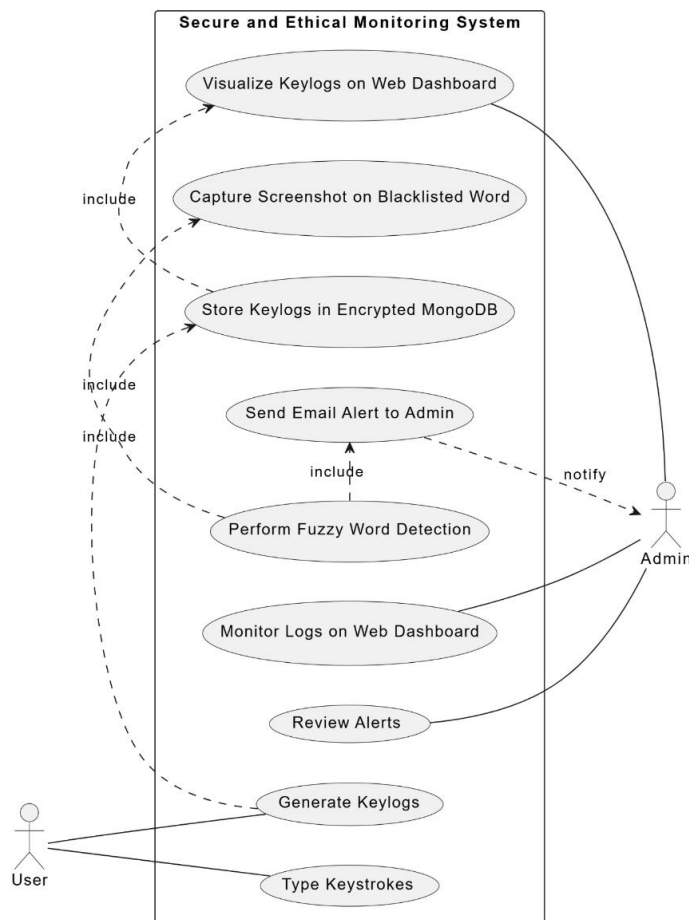 Secure and Ethical Monitoring System
Visualize Keylogs on Web Dashboard
include
Capture Screenshot on Blacklisted Word
Store Keylogs in Encrypted MongoDB
include
Send Email Alert to Admin
include
include
notify
Perform Fuzzy Word Detection
Admin
Monitor Logs on Web Dashboard
Review Alerts
Generate Keylogs
User
Type Keystrokes